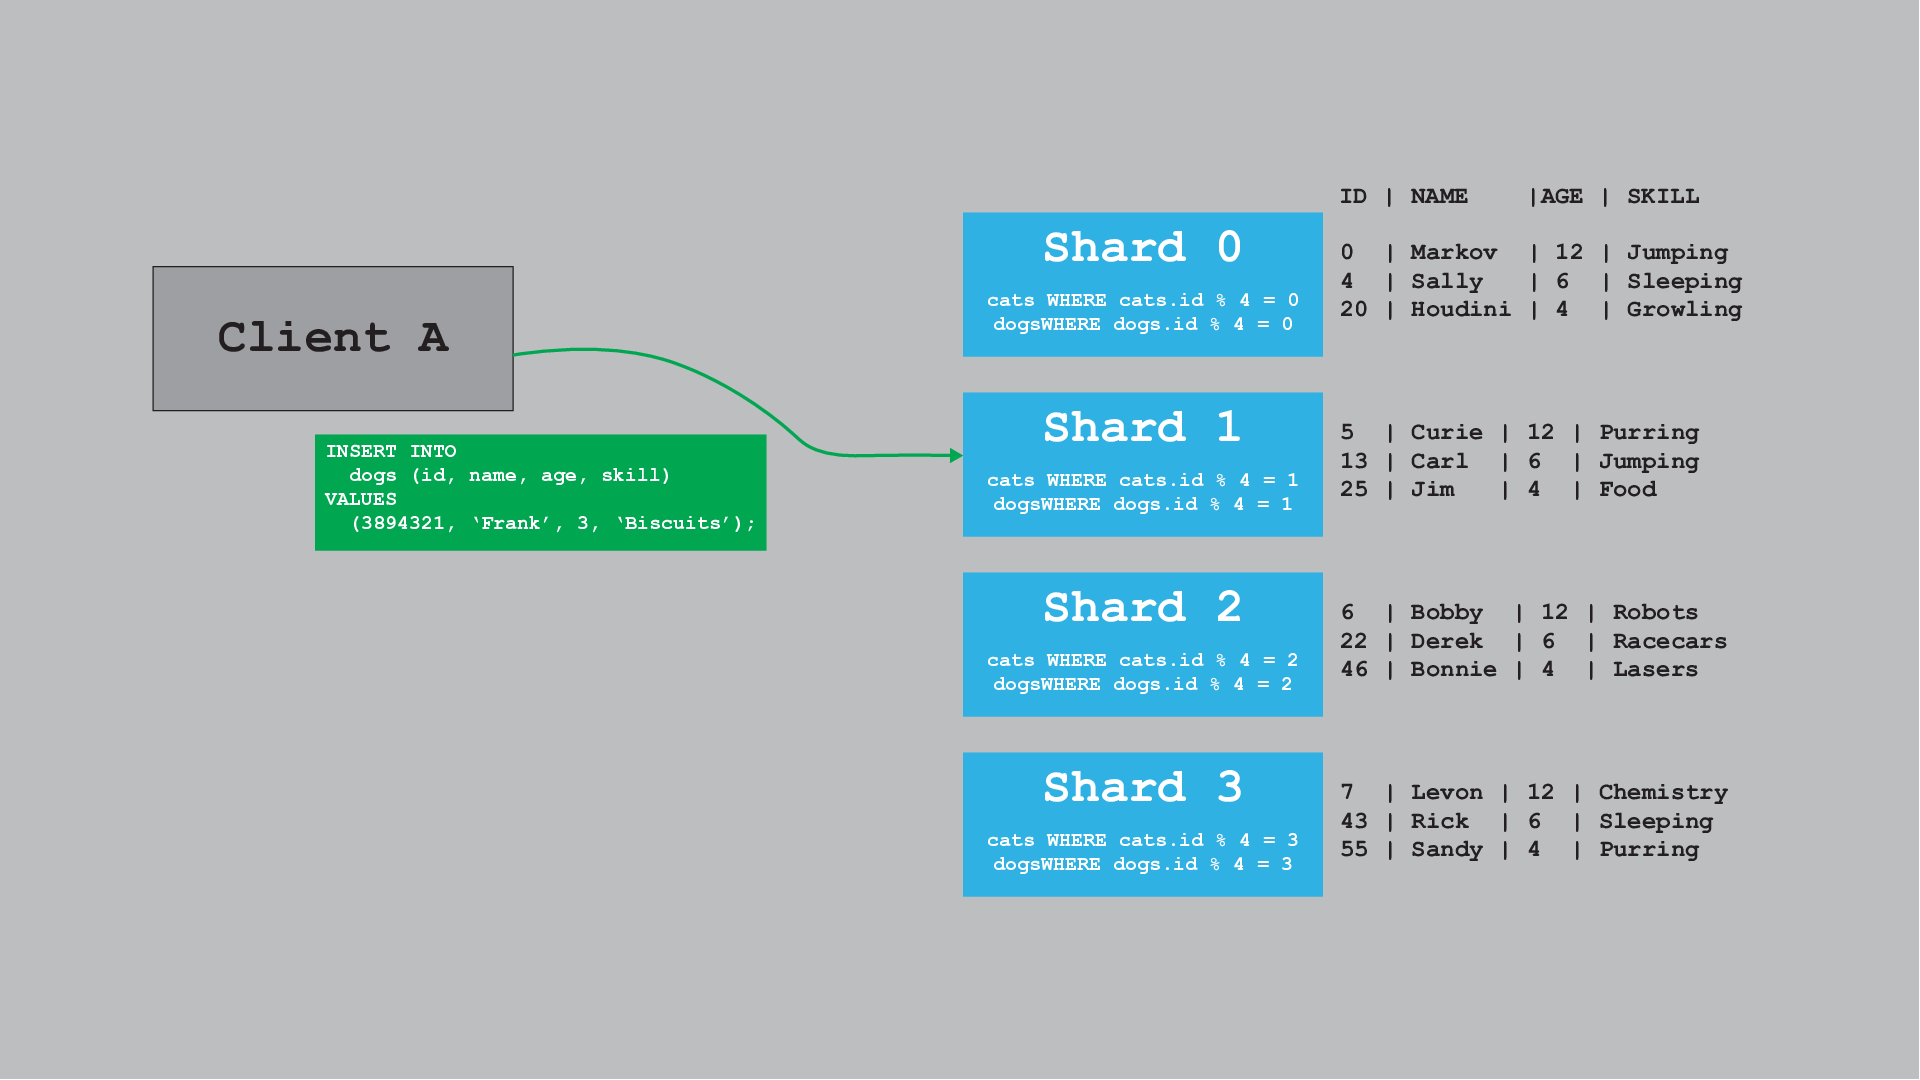 Client A
INSERT INTO
dogs (id, name, age, skill)
VALUES
(3894321, ‘Frank’, 3, ‘Biscuits’);
Shard 0
cats WHERE cats.id % 4 = 0
dogsWHERE dogs.id % 4 = 0
ID | NAME |AGE | SKILL
0 | Markov | 12 | Jumping
4 | Sally | 6 | Sleeping
20 | Houdini | 4 | Growling
Shard 1
cats WHERE cats.id % 4 = 1
dogsWHERE dogs.id % 4 = 1
5 | Curie | 12 | Purring
13 | Carl | 6 | Jumping
25 | Jim | 4 | Food
Shard 2
cats WHERE cats.id % 4 = 2
dogsWHERE dogs.id % 4 = 2
6 | Bobby | 12 | Robots
22 | Derek | 6 | Racecars
46 | Bonnie | 4 | Lasers
Shard 3
cats WHERE cats.id % 4 = 3
dogsWHERE dogs.id % 4 = 3
7 | Levon | 12 | Chemistry
43 | Rick | 6 | Sleeping
55 | Sandy | 4 | Purring